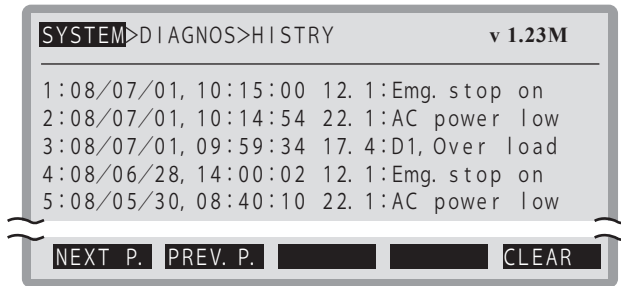 SYSTEM>DIAGNOS>HISTRY v 1.23M
1:08/07/01, 10:15:00 12. 1:Emg. stop on
2:08/07/01, 10:14:54 22. 1:AC power low
3:08/07/01, 09:59:34 17. 4:D1, Over load
4:08/06/28, 14:00:02 12. 1:Emg. stop on
5:08/05/30, 08:40:10 22. 1:AC power low
NEXT P. PREV. P. CLEAR